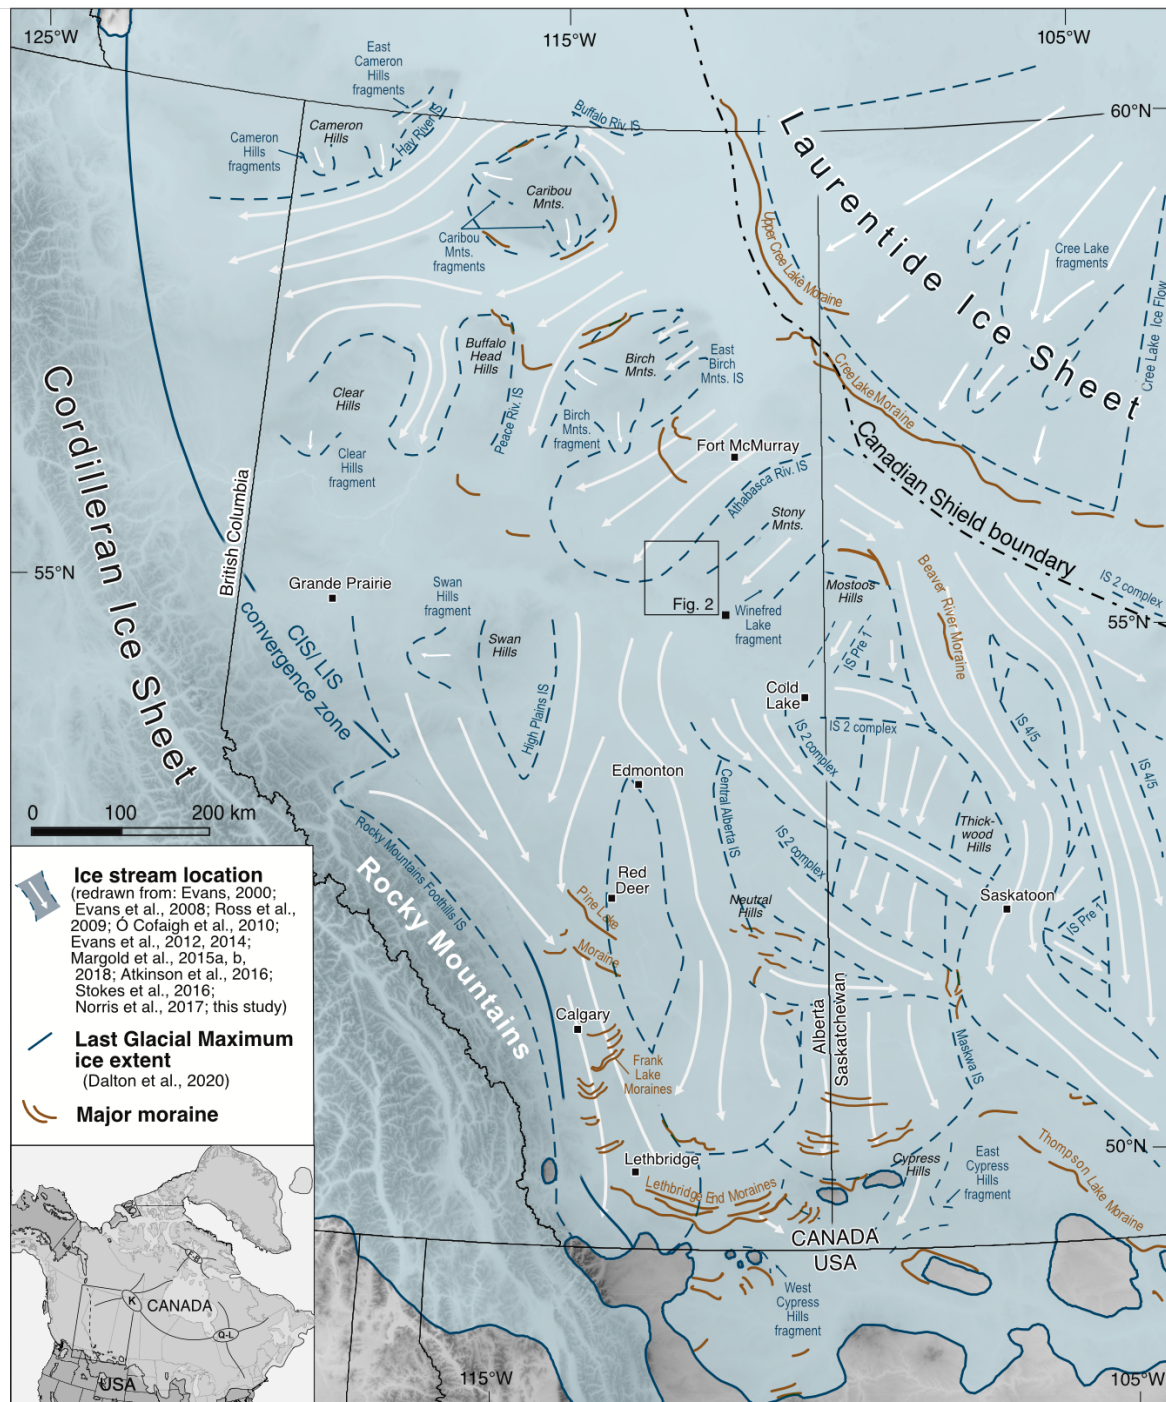 125°W
115°W
105°W
60°N
East
Cameron
Hills
fragments
Cameron
Hills
Cameron
Hills
fragments
Hay River IS
Buffalo Riv. IS
Caribou
Mnts.
Caribou
Mnts.
fragments
Laurentide Ice Sheet
Upper Cree Lake Moraine
Cree Lake
fragments
Cree Lake Ice Flow
Cree Lake Moraine
Buffalo
Head
Hills
Birch
Mnts.
East
Birch
Mnts. IS
Clear
Hills
Clear
Hills
fragment
Peace Riv. IS
Birch
Mnts.
fragment
Fort McMurray
Athabasca Riv. IS
Stony
Mnts.
Canadian Shield boundary
Cordilleran Ice Sheet
British Columbia
55°N
Grande Prairie
CIS/LIS
convergence zone
Swan
Hills
fragment
Swan
Hills
High Plains IS
Fig. 2
Winefred
Lake
fragment
Mostoos
Hills
Beaver River Moraine
IS 2 complex
55°N
IS Pre 1
Cold
Lake
IS 2 complex
IS 2 complex
IS 4/5
IS 4/5
Edmonton
Central Alberta IS
IS 2 complex
Thick-
wood
Hills
0 100 200 km
Rocky Mountains Foothills IS
Rocky Mountains
Red
Deer
Pine Lake
Moraine
Neutral
Hills
Saskatoon
IS Pre 1
Calgary
Frank
Lake
Moraines
Alberta
Saskatchewan
Maskwa IS
50°N
Lethbridge
Lethbridge End Moraines
Cypress
Hills
East
Cypress
Hills
fragment
Thompson Lake Moraine
CANADA
USA
West
Cypress
Hills
fragment
115°W
105°W
Ice stream location
(redrawn from: Evans, 2000;
Evans et al., 2008; Ross et al.,
2009; Ó Cofaigh et al., 2010;
Evans et al., 2012, 2014;
Margold et al., 2015a, b,
2018; Atkinson et al., 2016;
Stokes et al., 2016;
Norris et al., 2017; this study)
Last Glacial Maximum
ice extent
(Dalton et al., 2020)
Major moraine
K
CANADA
Q-L
USA